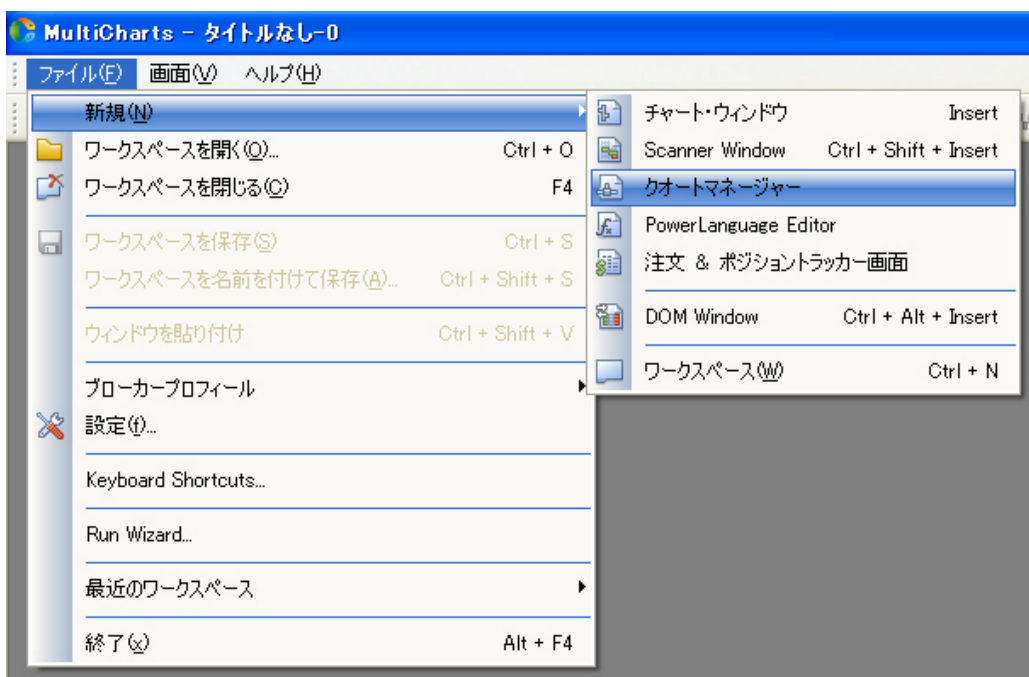 MultiCharts - タイトルなし-0
ファイル(F) 画面(V) ヘルプ(H)
新規(N)
ワークスペースを開く(O)... Ctrl + O
ワークスペースを閉じる(C) F4
ワークスペースを保存(S) Ctrl + S
ワークスペースを名前を付けて保存(A)... Ctrl + Shift + S
ウィンドウを貼り付け Ctrl + Shift + V
ブローカープロフィール
設定(f)...
Keyboard Shortcuts...
Run Wizard...
最近のワークスペース
終了(x) Alt + F4
チャート・ウィンドウ Insert
Scanner Window Ctrl + Shift + Insert
クオートマネージャー
PowerLanguage Editor
注文 & ポジショントラッカー画面
DOM Window Ctrl + Alt + Insert
ワークスペース(W) Ctrl + N